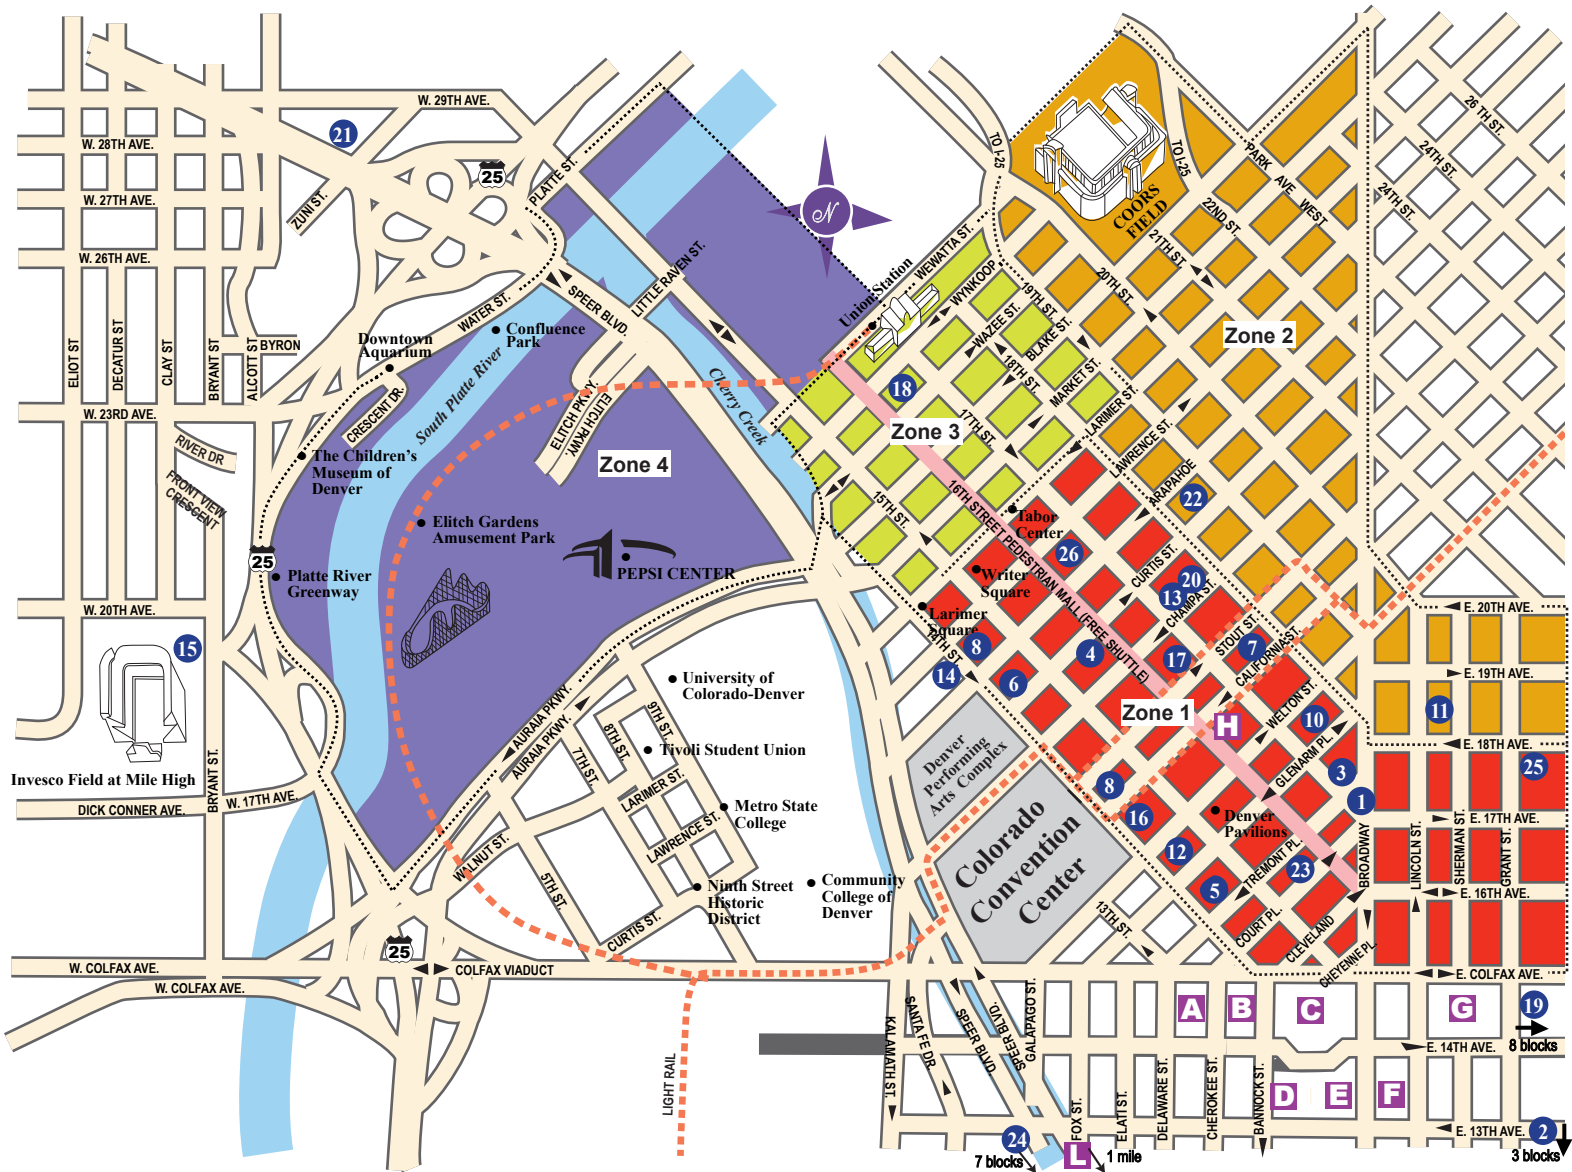 W. 29TH AVE.
21
W. 28TH AVE.
25
PLATTE ST.
W. 27TH AVE.
ZUNI ST.
W. 26TH AVE.
N
TO I-25
TO I-25
COORS
FIELD
PARK
AVE
WEST
22ND ST.
21TH ST.
20TH ST.
26 TH ST.
24TH ST.
24TH ST.
WEWATTA ST.
WYNKOOP
Union Station
LITTLE RAVEN ST.
SPEER BLVD.
WATER ST.
Confluence
Park
Downtown
Aquarium
ELIOT ST
DECATUR ST
CLAY ST
BRYANT ST
ALCOTT ST
BYRON
19TH ST.
WAZEE ST.
BLAKE ST.
18TH ST.
MARKET ST.
LARIMER ST.
Zone 2
18
Zone 3
17TH ST.
LAWRENCE ST.
ARAPAHOE
22
W. 23RD AVE.
CRESCENT DR.
South Platte River
ELITCH PKWY.
ELITCH PKWY.
Cherry Creek
RIVER DR
FRONT VIEW
CRESCENT
The Children's
Museum of
Denver
Zone 4
15TH ST.
16TH STREET PEDESTRIAN MALL (FREE SHUTTLE)
Tabor
Center
26
CURTIS ST.
20
13
CHAMPA ST.
Elitch Gardens
Amusement Park
PEPSI CENTER
25
Platte River
Greenway
Writer
Square
Larimer
Square
W. 20TH AVE.
15
E. 20TH AVE.
14TH ST.
8
14
6
4
17
STOUT ST.
7
CALIFORNIA ST.
E. 19TH AVE.
University of
Colorado-Denver
AURAIA PKWY.
AURAIA PKWY.
9TH ST.
8TH ST.
7TH ST.
Tivoli Student Union
Zone 1
H
WELTON ST.
10
11
GLENARM PL.
E. 18TH AVE.
Invesco Field at Mile High
BRYANT ST.
DICK CONNER AVE.
W. 17TH AVE.
LARIMER ST.
Denver
Performing
Arts Complex
8
3
25
1
Metro State
College
LAWRENCE ST.
WALNUT ST.
16
Denver
Pavilions
E. 17TH AVE.
Colorado
Convention
Center
12
TREMONT PL.
23
BROADWAY
LINCOLN ST.
SHERMAN ST.
GRANT ST.
5TH ST.
Ninth Street
Historic
District
Community
College of
Denver
5
E. 16TH AVE.
CURTIS ST.
13TH ST.
COURT PL.
CLEVELAND
CHEYENNE PL.
25
W. COLFAX AVE.
COLFAX VIADUCT
E. COLFAX AVE.
W. COLFAX AVE.
KALAMATH ST.
SANTA FE DR.
SPEER BLVD
SPEER BLVD.
GALAPAGO ST.
A
B
C
G
19
8 blocks
E. 14TH AVE.
LIGHT RAIL
FOX ST.
ELATI ST.
DELAWARE ST.
CHEROKEE ST.
BANNOCK ST.
D
E
F
E. 13TH AVE.
2
3 blocks
24
7 blocks
L
1 mile